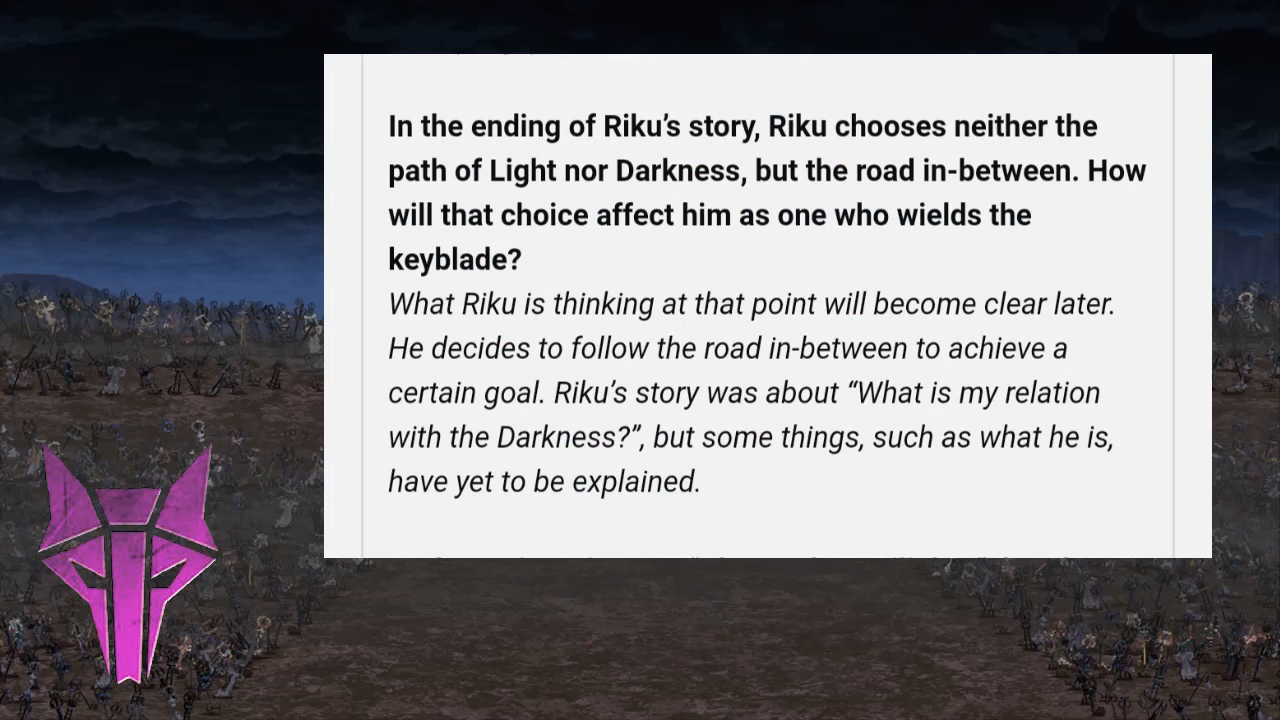 In the ending of Riku’s story, Riku chooses neither the
path of Light nor Darkness, but the road in-between. How
will that choice affect him as one who wields the
keyblade?
What Riku is thinking at that point will become clear later.
He decides to follow the road in-between to achieve a
certain goal. Riku’s story was about “What is my relation
with the Darkness?”, but some things, such as what he is,
have yet to be explained.